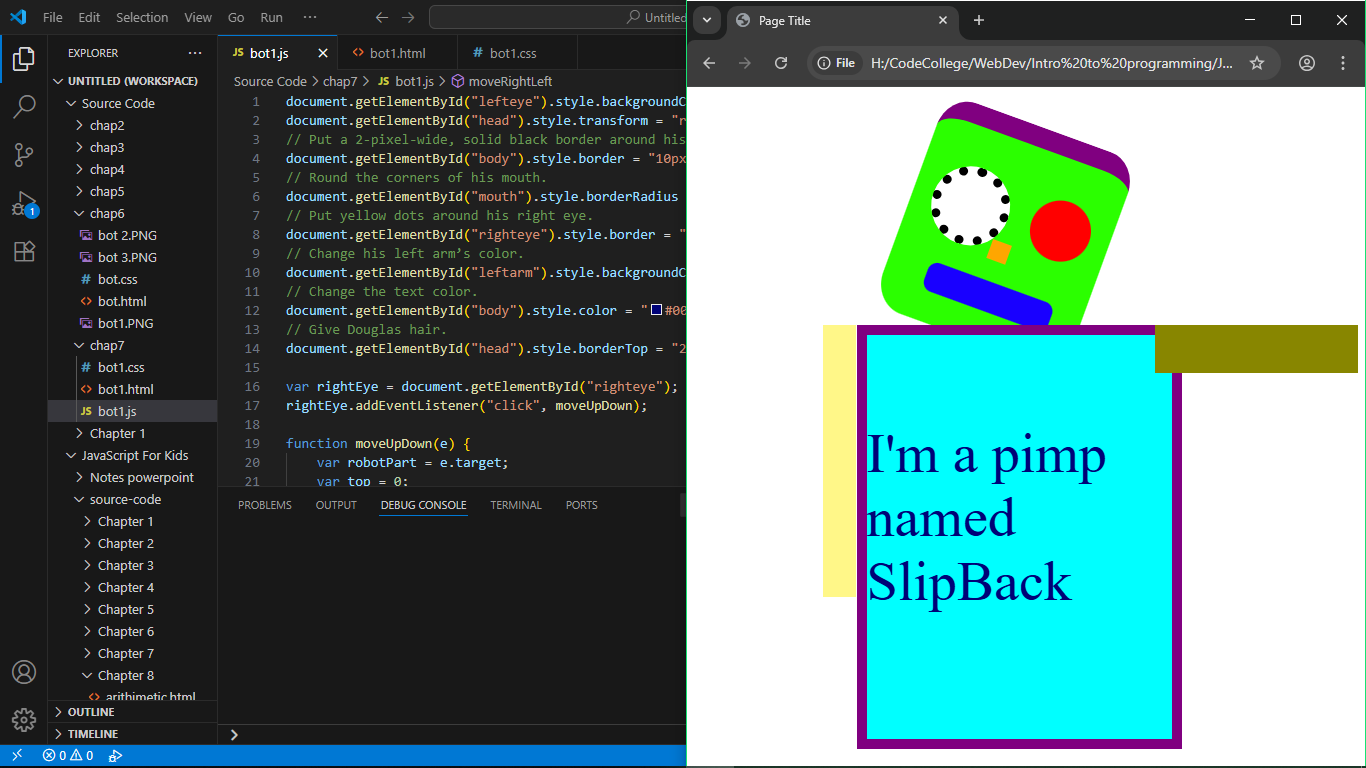 File Edit Selection View Go Run ··· Untitled
EXPLORER ···
UNTITLED (WORKSPACE)
Source Code
chap2
chap3
chap4
chap5
chap6
bot 2.PNG
bot 3.PNG
# bot.css
<> bot.html
bot1.PNG
chap7
# bot1.css
<> bot1.html
JS bot1.js
Chapter 1
JavaScript For Kids
Notes powerpoint
source-code
Chapter 1
Chapter 2
Chapter 3
Chapter 4
Chapter 5
Chapter 6
Chapter 7
Chapter 8
<> arithimetic.html
OUTLINE
TIMELINE
1
0 0
JS bot1.js <> bot1.html # bot1.css
Source Code > chap7 > JS bot1.js > moveRightLeft
1 document.getElementById("lefteye").style.backgroundC
2 document.getElementById("head").style.transform = "r
3 // Put a 2-pixel-wide, solid black border around his
4 document.getElementById("body").style.border = "10px
5 // Round the corners of his mouth.
6 document.getElementById("mouth").style.borderRadius
7 // Put yellow dots around his right eye.
8 document.getElementById("righteye").style.border = "
9 // Change his left arm’s color.
10 document.getElementById("leftarm").style.backgroundC
11 // Change the text color.
12 document.getElementById("body").style.color = "#00
13 // Give Douglas hair.
14 document.getElementById("head").style.borderTop = "2
15
16 var rightEye = document.getElementById("righteye");
17 rightEye.addEventListener("click", moveUpDown);
18
19 function moveUpDown(e) {
20 var robotPart = e.target;
21 var top = 0;
PROBLEMS OUTPUT DEBUG CONSOLE TERMINAL PORTS
>
Page Title
File H:/CodeCollege/WebDev/Intro%20to%20programming/J...
I'm a pimp
named
SlipBack